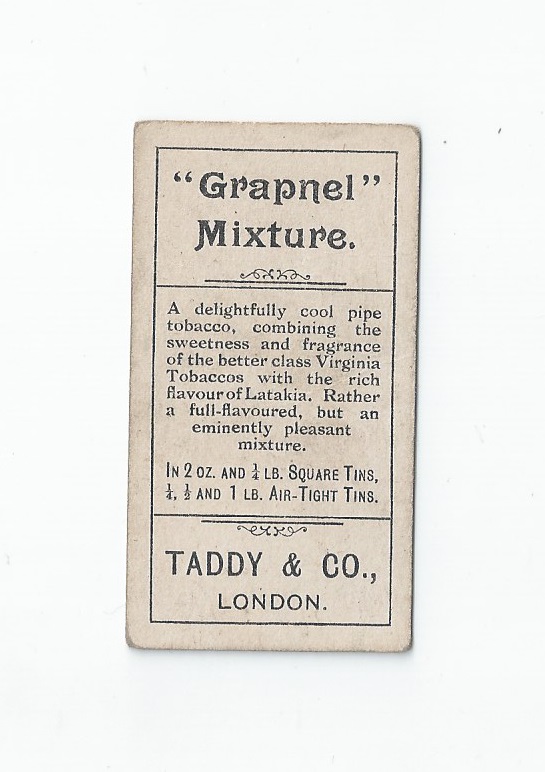 "Grapnel"
Mixture.
A delightfully cool pipe
tobacco, combining the
sweetness and fragrance
of the better class Virginia
Tobaccos with the rich
flavour of Latakia. Rather
a full-flavoured, but an
eminently pleasant
mixture.
In 2 oz. and ¼ lb. Square Tins,
¼, ½ and 1 lb. Air-Tight Tins.
TADDY & CO.,
LONDON.